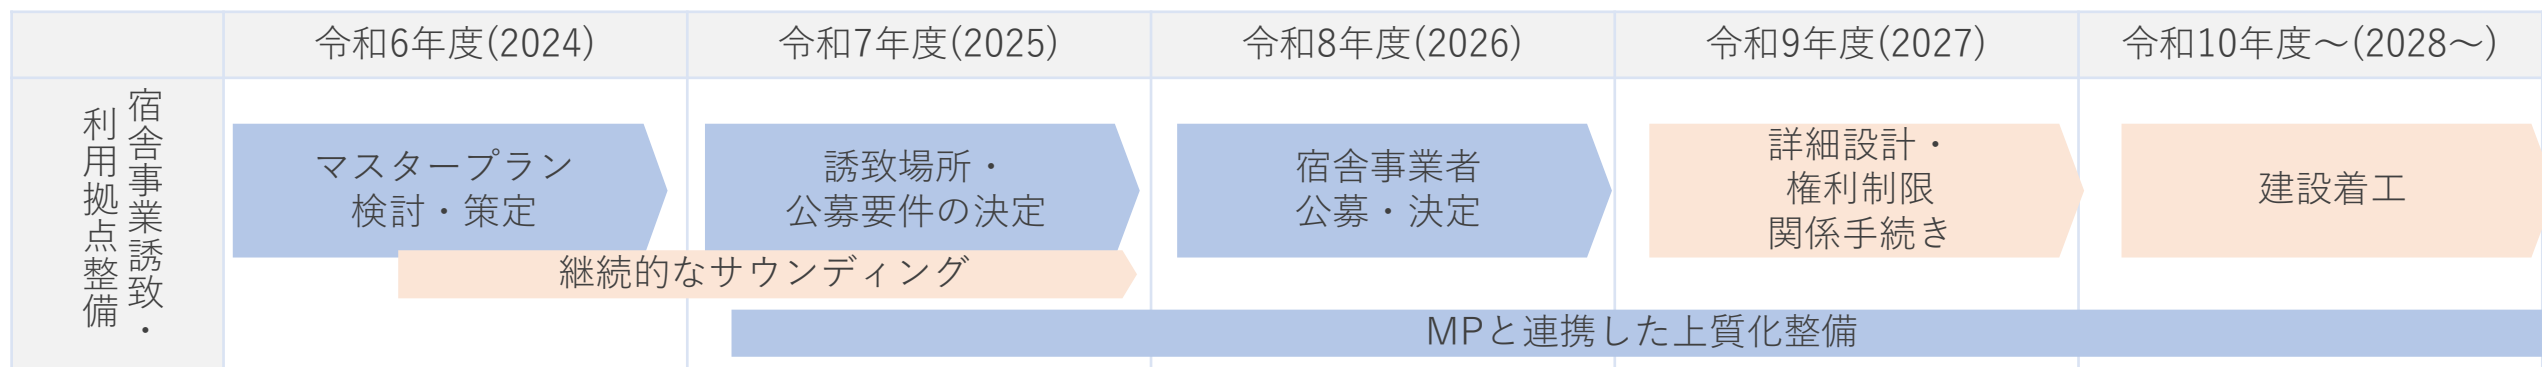 令和6年度(2024)
令和7年度(2025)
令和8年度(2026)
令和9年度(2027)
令和10年度～(2028～)
宿舎事業誘致・
利用拠点整備
マスタープラン
検討・策定
誘致場所・
公募要件の決定
宿舎事業者
公募・決定
詳細設計・
権利制限
関係手続き
建設着工
継続的なサウンディング
MPと連携した上質化整備